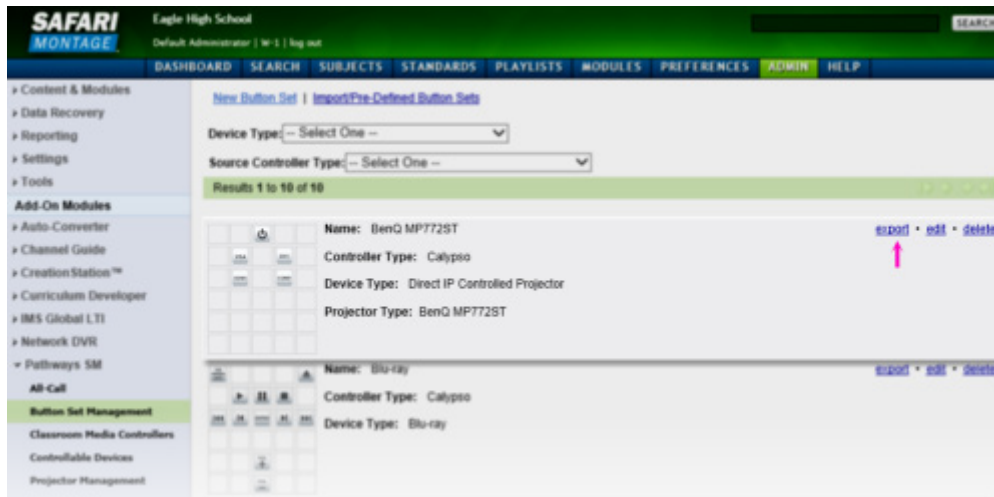 SAFARI
MONTAGE
Eagle High School
Default Administrator | W-1 | log out
SEARCH
DASHBOARD SEARCH SUBJECTS STANDARDS PLAYLISTS MODULES PREFERENCES ADMIN HELP
Content & Modules
Data Recovery
Reporting
Settings
Tools
Add-On Modules
Auto-Converter
Channel Guide
CreationStation™
Curriculum Developer
IMS Global LTI
Network DVR
Pathways SM
All-Call
Button Set Management
Classroom Media Controllers
Controllable Devices
Projector Management
New Button Set | Import/Pre-Defined Button Sets
Device Type: -- Select One --
Source Controller Type: -- Select One --
Results 1 to 10 of 10
Name: BenQ MP772ST
export • edit • delete
Controller Type: Calypso
Device Type: Direct IP Controlled Projector
Projector Type: BenQ MP772ST
Name: Blu-ray
export • edit • delete
Controller Type: Calypso
Device Type: Blu-ray